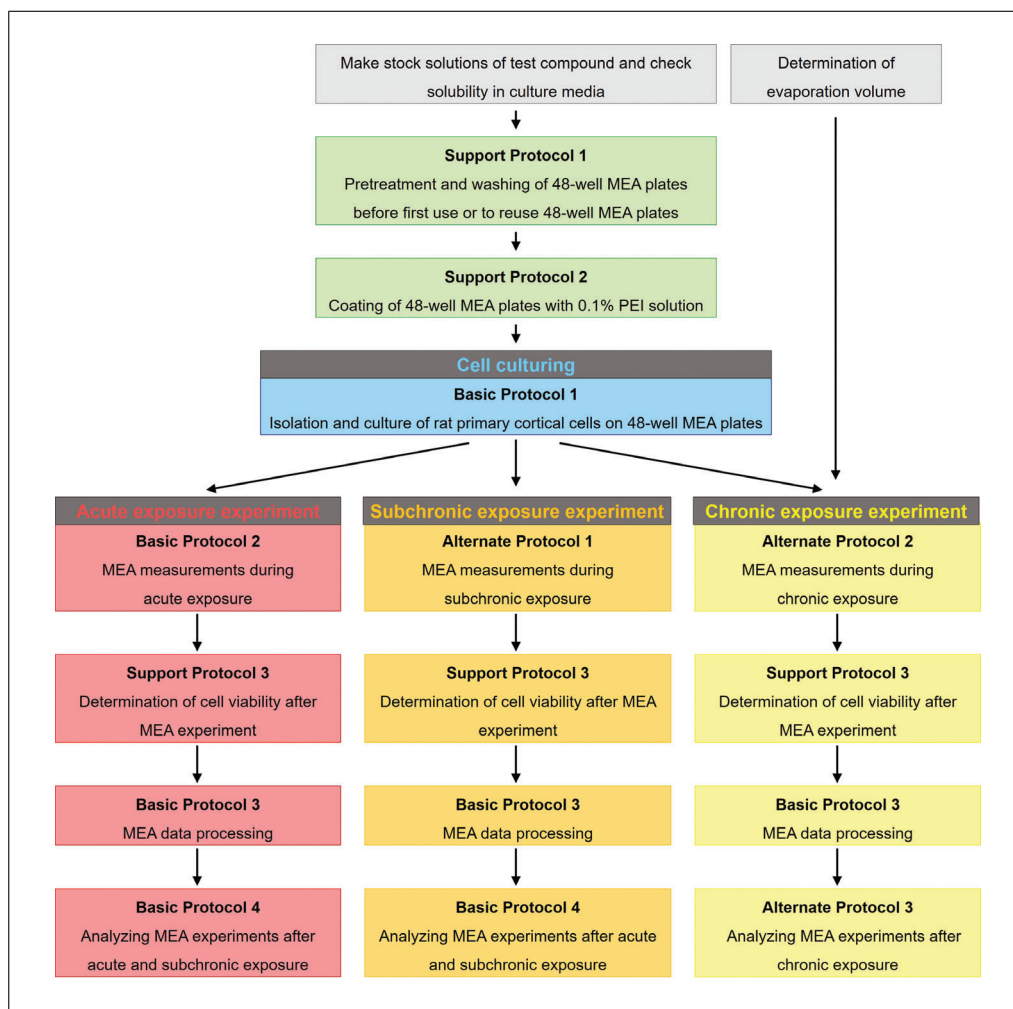 Make stock solutions of test compound and check
solubility in culture media
Determination of
evaporation volume
Support Protocol 1
Pretreatment and washing of 48-well MEA plates
before first use or to reuse 48-well MEA plates
Support Protocol 2
Coating of 48-well MEA plates with 0.1% PEI solution
Cell culturing
Basic Protocol 1
Isolation and culture of rat primary cortical cells on 48-well MEA plates
Acute exposure experiment
Basic Protocol 2
MEA measurements during
acute exposure
Support Protocol 3
Determination of cell viability after
MEA experiment
Basic Protocol 3
MEA data processing
Basic Protocol 4
Analyzing MEA experiments after
acute and subchronic exposure
Subchronic exposure experiment
Alternate Protocol 1
MEA measurements during
subchronic exposure
Support Protocol 3
Determination of cell viability after MEA
experiment
Basic Protocol 3
MEA data processing
Basic Protocol 4
Analyzing MEA experiments after acute
and subchronic exposure
Chronic exposure experiment
Alternate Protocol 2
MEA measurements during
chronic exposure
Support Protocol 3
Determination of cell viability after
MEA experiment
Basic Protocol 3
MEA data processing
Alternate Protocol 3
Analyzing MEA experiments after
chronic exposure